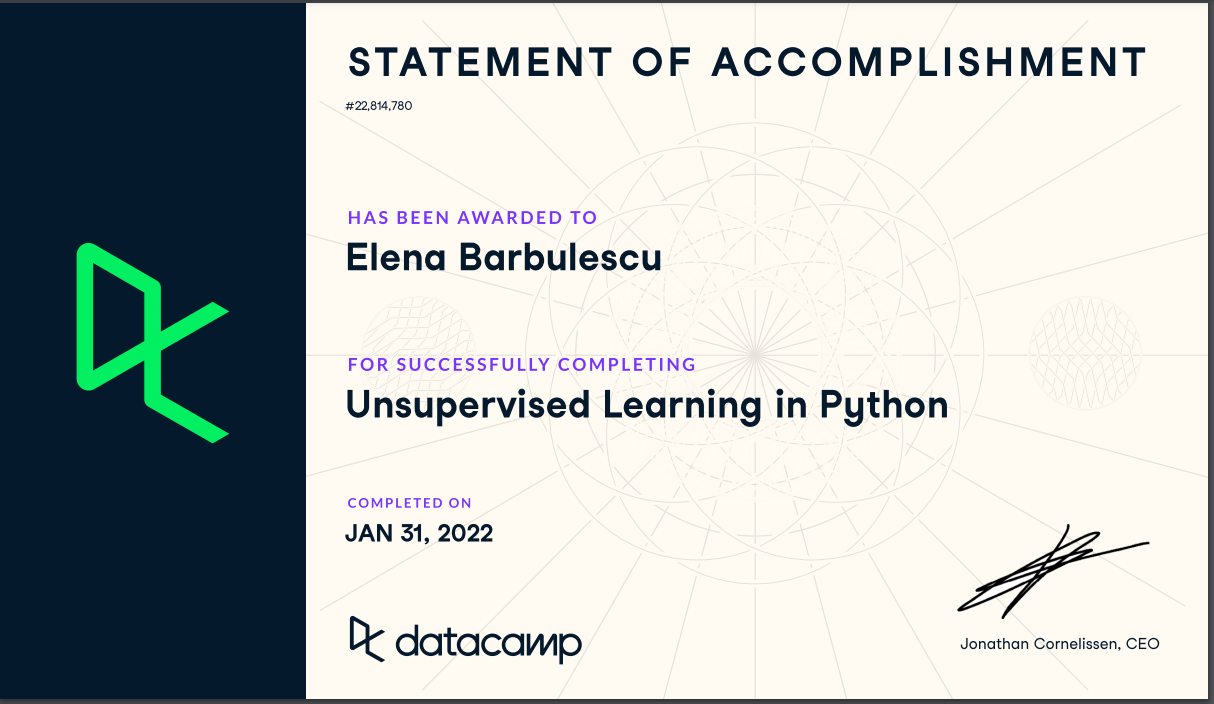 STATEMENT OF ACCOMPLISHMENT
#22,814,780
HAS BEEN AWARDED TO
Elena Barbulescu
FOR SUCCESSFULLY COMPLETING
Unsupervised Learning in Python
COMPLETED ON
JAN 31, 2022
datacamp
Jonathan Cornelissen, CEO